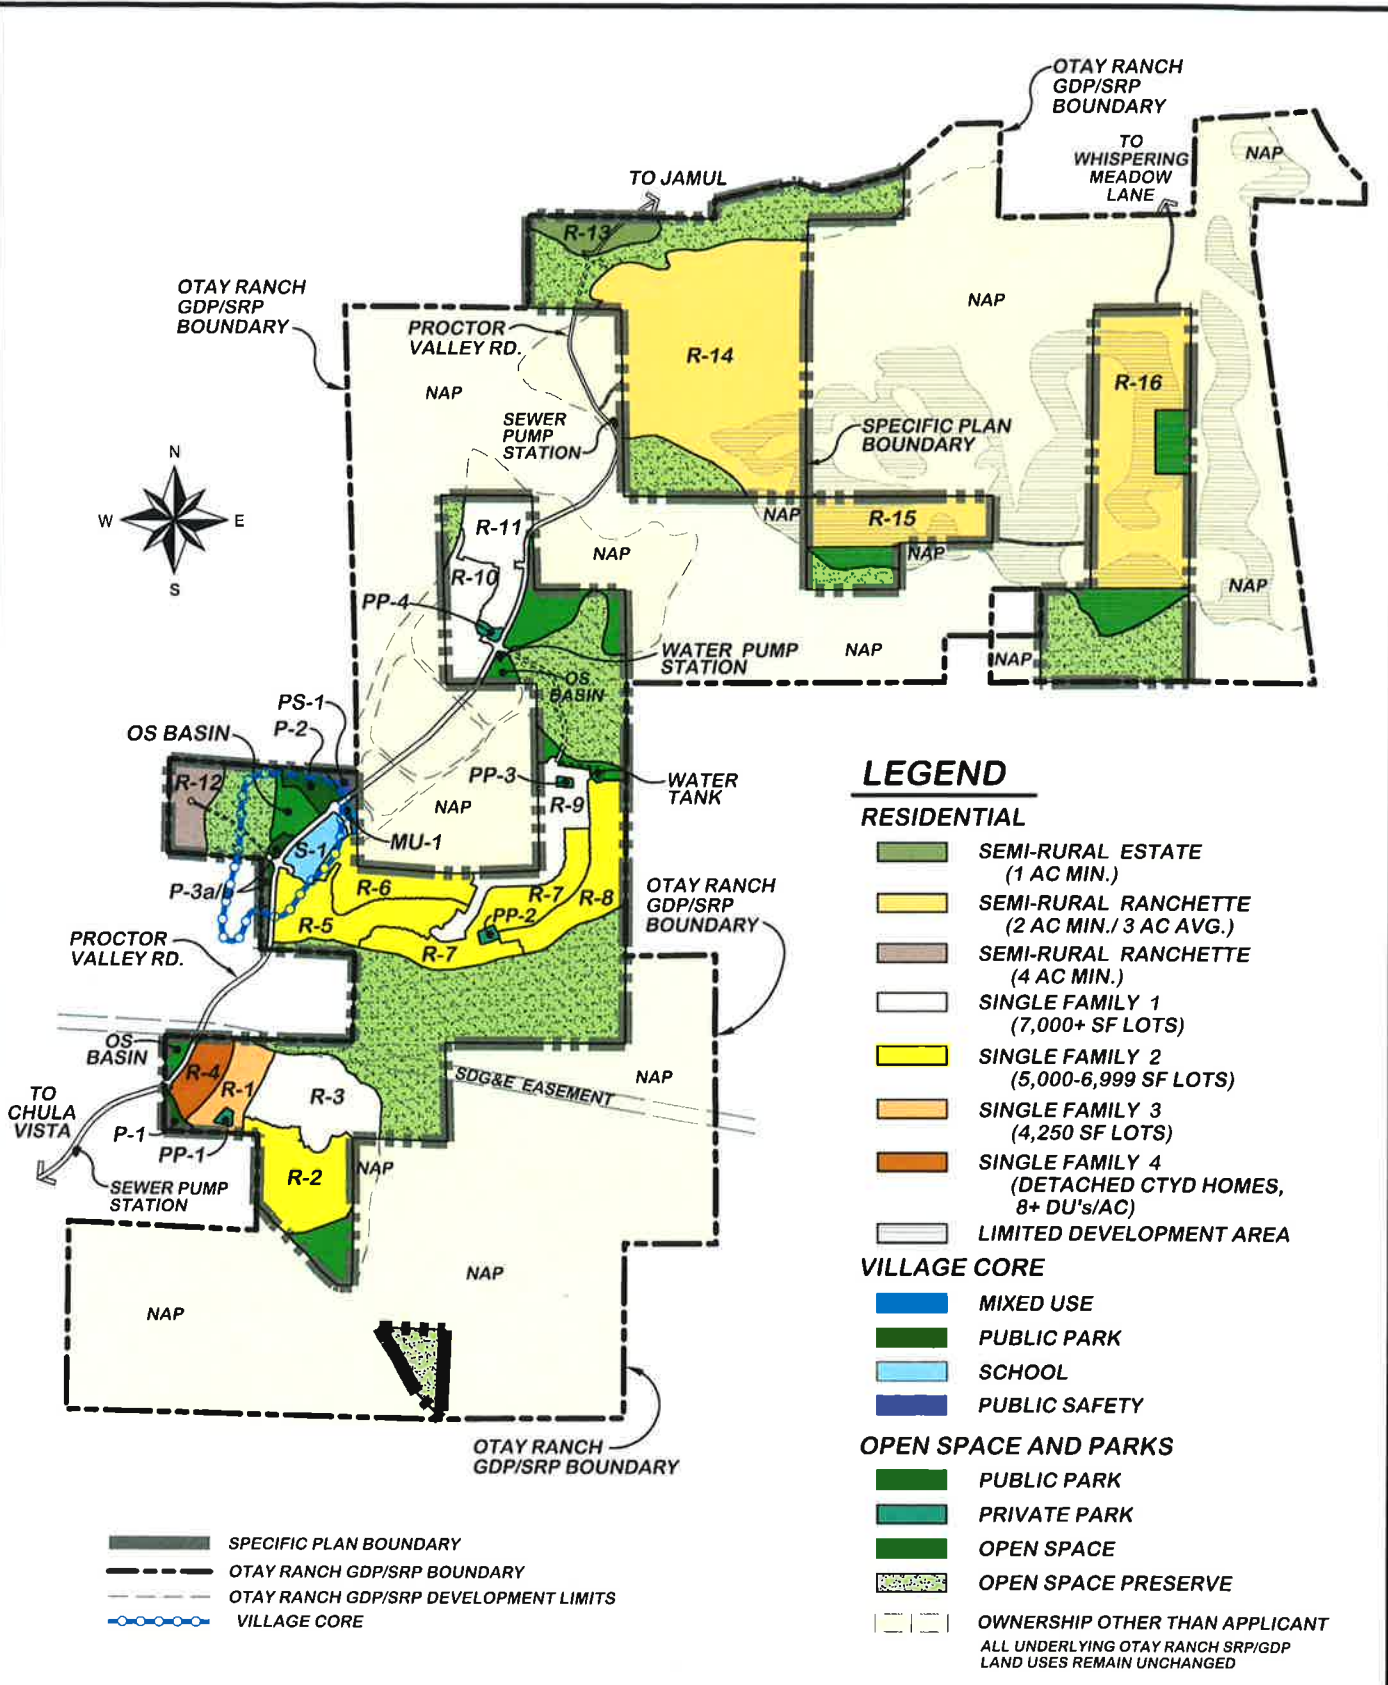 OTAY RANCH
GDP/SRP
BOUNDARY
TO
WHISPERING
MEADOW
LANE
NAP
TO JAMUL
R-13
OTAY RANCH
GDP/SRP
BOUNDARY
PROCTOR
VALLEY RD.
NAP
R-14
NAP
R-16
SEWER
PUMP
STATION
SPECIFIC PLAN
BOUNDARY
N
W
E
S
R-11
NAP
R-15
NAP
NAP
R-10
PP-4
NAP
WATER PUMP
STATION
NAP
NAP
OS
BASIN
PS-1
P-2
OS BASIN
R-12
PP-3
R-9
WATER
TANK
NAP
MU-1
S-1
P-3a/b
R-6
R-7
R-8
PP-2
R-5
R-7
OTAY RANCH
GDP/SRP
BOUNDARY
PROCTOR
VALLEY RD.
OS
BASIN
R-4
R-1
R-3
SDG&E EASEMENT
NAP
TO
CHULA
VISTA
P-1
PP-1
R-2
NAP
SEWER PUMP
STATION
NAP
NAP
OTAY RANCH
GDP/SRP BOUNDARY
LEGEND
RESIDENTIAL
SEMI-RURAL ESTATE
(1 AC MIN.)
SEMI-RURAL RANCHETTE
(2 AC MIN./ 3 AC AVG.)
SEMI-RURAL RANCHETTE
(4 AC MIN.)
SINGLE FAMILY 1
(7,000+ SF LOTS)
SINGLE FAMILY 2
(5,000-6,999 SF LOTS)
SINGLE FAMILY 3
(4,250 SF LOTS)
SINGLE FAMILY 4
(DETACHED CTYD HOMES,
8+ DU's/AC)
LIMITED DEVELOPMENT AREA
VILLAGE CORE
MIXED USE
PUBLIC PARK
SCHOOL
PUBLIC SAFETY
OPEN SPACE AND PARKS
PUBLIC PARK
PRIVATE PARK
OPEN SPACE
OPEN SPACE PRESERVE
OWNERSHIP OTHER THAN APPLICANT
ALL UNDERLYING OTAY RANCH SRP/GDP
LAND USES REMAIN UNCHANGED
SPECIFIC PLAN BOUNDARY
OTAY RANCH GDP/SRP BOUNDARY
OTAY RANCH GDP/SRP DEVELOPMENT LIMITS
VILLAGE CORE